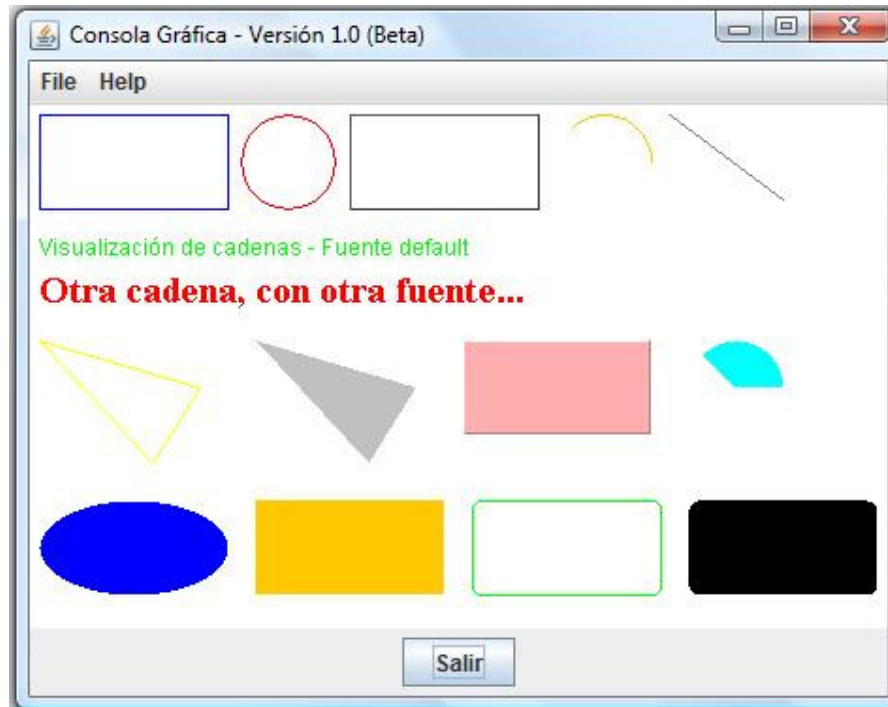 Consola Gráfica - Versión 1.0 (Beta)
File Help
Visualización de cadenas - Fuente default
Otra cadena, con otra fuente...
Salir